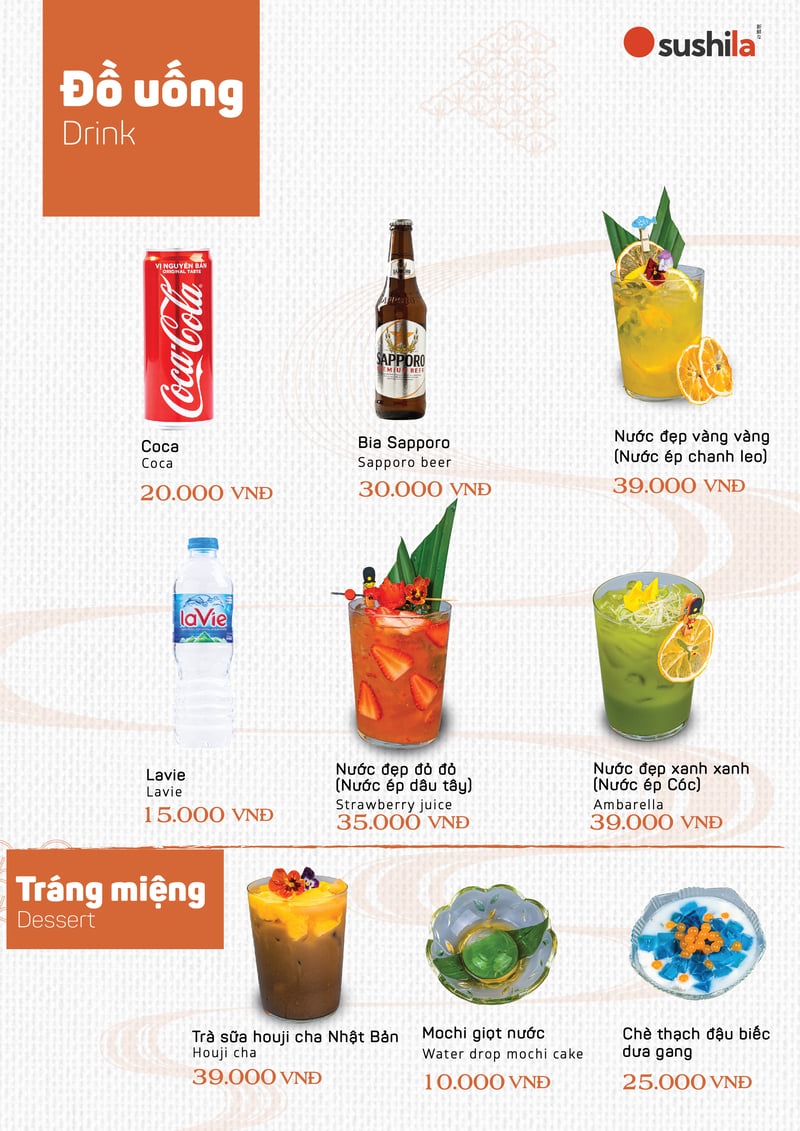 Đồ uống
Drink
sushila
VỊ NGUYÊN BẢN
ORIGINAL TASTE
Coca-Cola
SAPPORO
PREMIUM BEER
Coca
Coca
20.000 VNĐ
Bia Sapporo
Sapporo beer
30.000 VNĐ
Nước đẹp vàng vàng
(Nước ép chanh leo)
39.000 VNĐ
laVie
Lavie
Lavie
15.000 VNĐ
Nước đẹp đỏ đỏ
(Nước ép dâu tây)
Strawberry juice
35.000 VNĐ
Nước đẹp xanh xanh
(Nước ép Cóc)
Ambarella
39.000 VNĐ
Tráng miệng
Dessert
Trà sữa houji cha Nhật Bản
Houji cha
39.000 VNĐ
Mochi giọt nước
Water drop mochi cake
10.000 VNĐ
Chè thạch đậu biếc
dưa gang
25.000 VNĐ